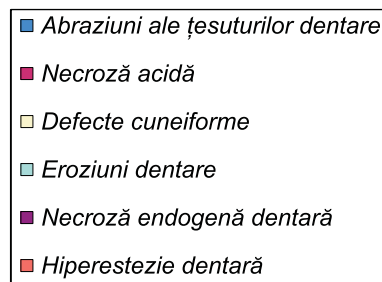 Abraziuni ale țesuturilor dentare
Necroză acidă
Defecte cuneiforme
Eroziuni dentare
Necroză endogenă dentară
Hiperestezie dentară